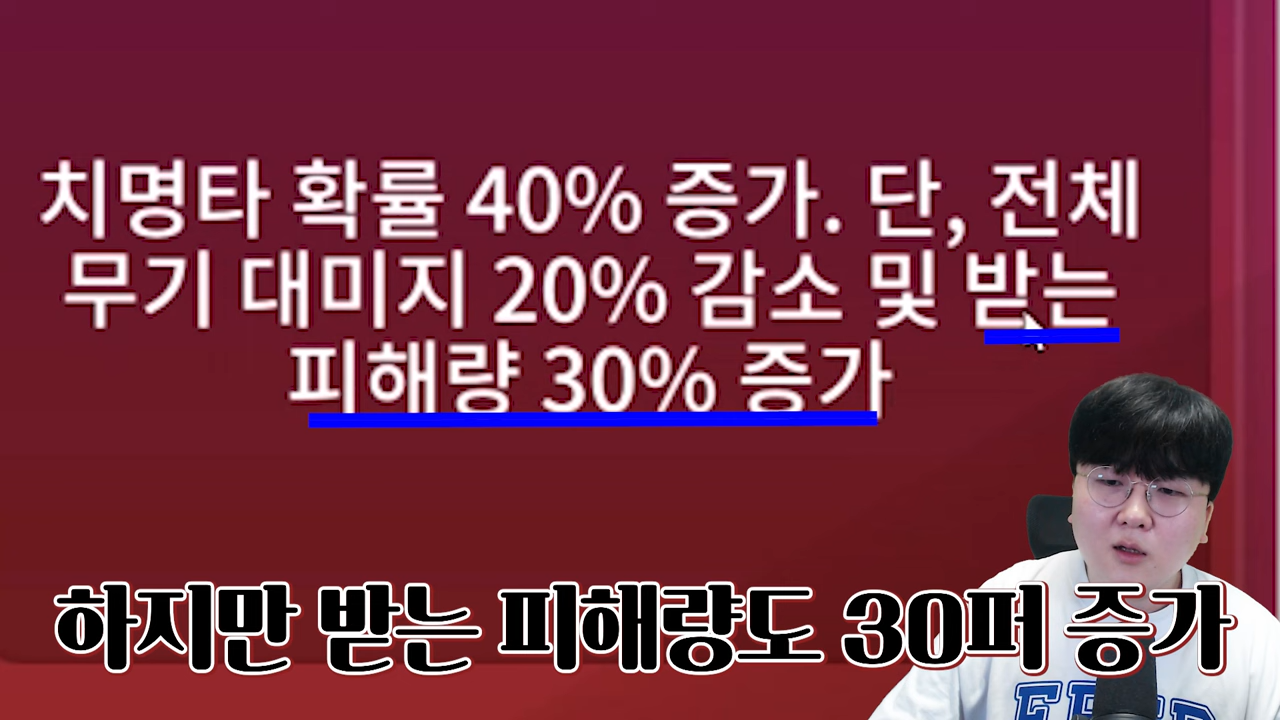 치명타 확률 40% 증가. 단, 전체
무기 대미지 20% 감소 및 받는
피해량 30% 증가
하지만 받는 피해량도 30퍼 증가